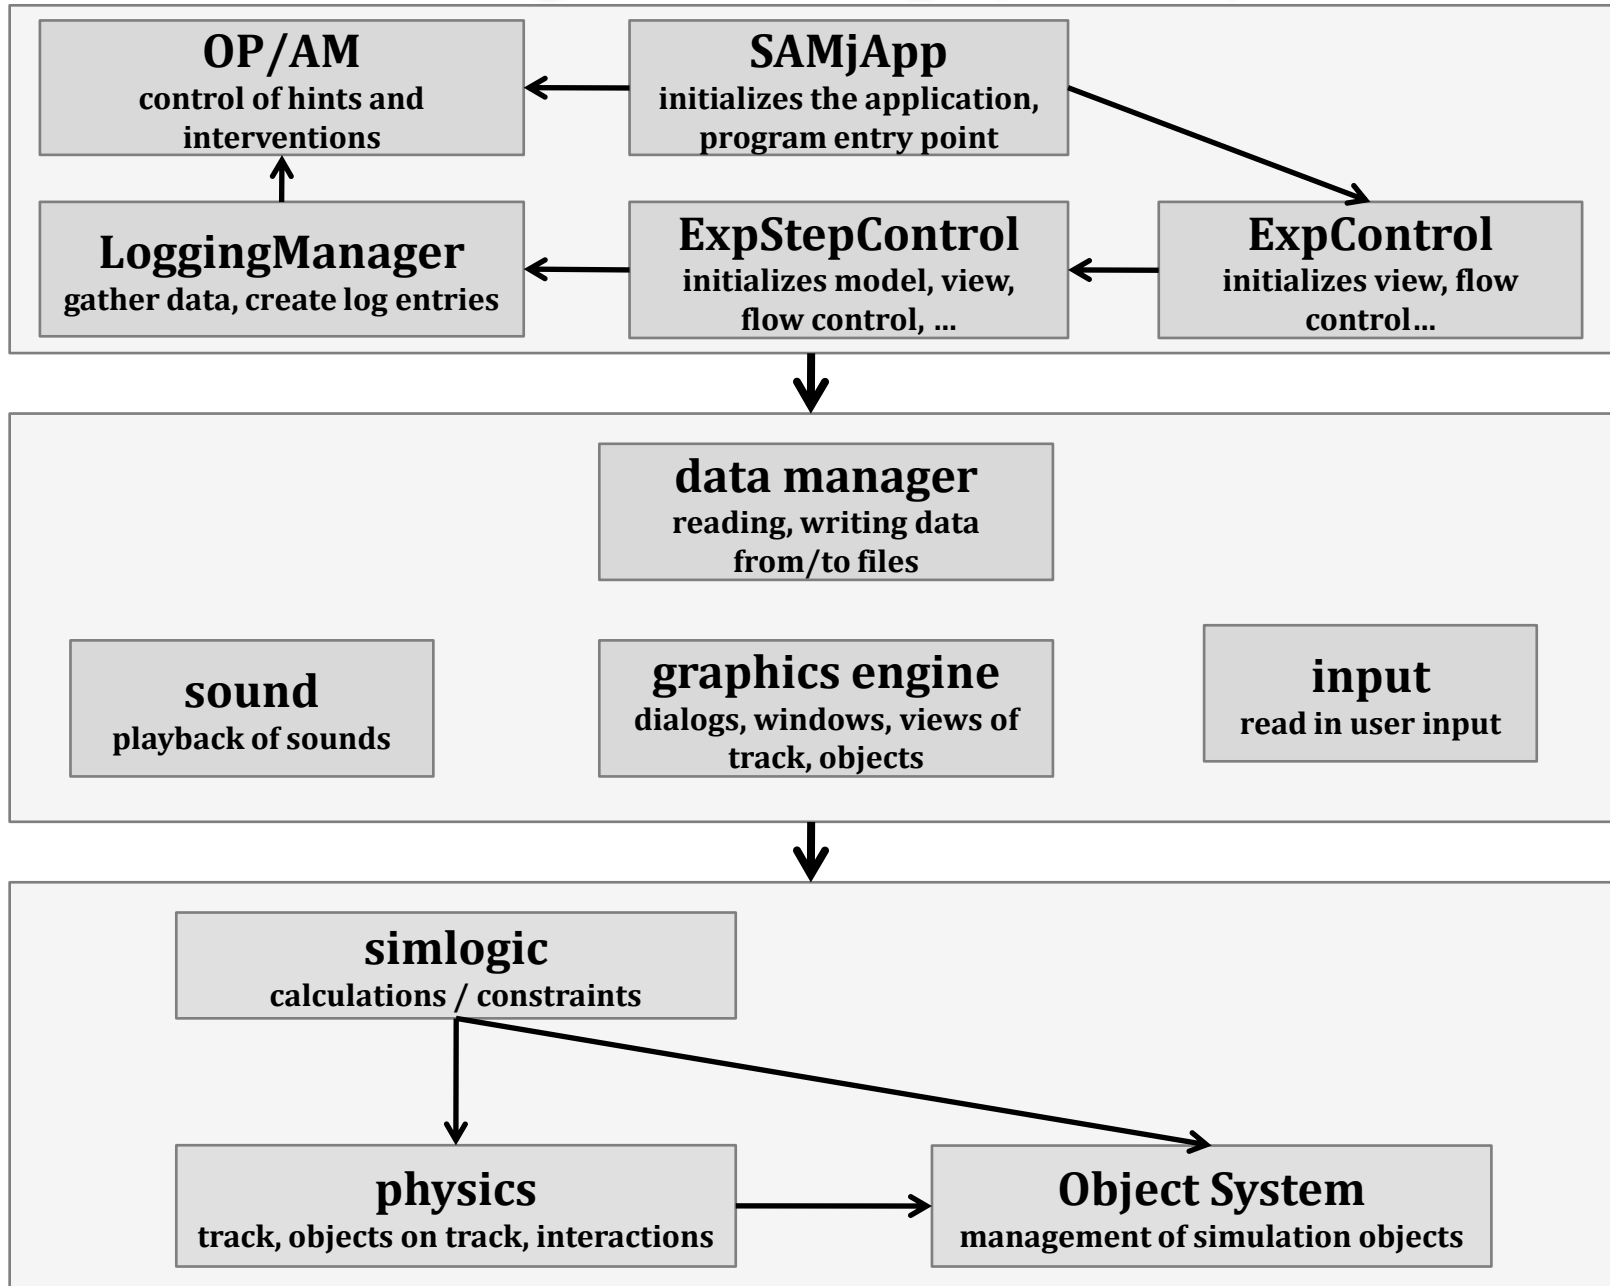 OP/AM
control of hints and
interventions
SAMjApp
initializes the application,
program entry point
LoggingManager
gather data, create log entries
ExpStepControl
initializes model, view,
flow control, ...
ExpControl
initializes view, flow
control...
data manager
reading, writing data
from/to files
sound
playback of sounds
graphics engine
dialogs, windows, views of
track, objects
input
read in user input
simlogic
calculations / constraints
physics
track, objects on track, interactions
Object System
management of simulation objects